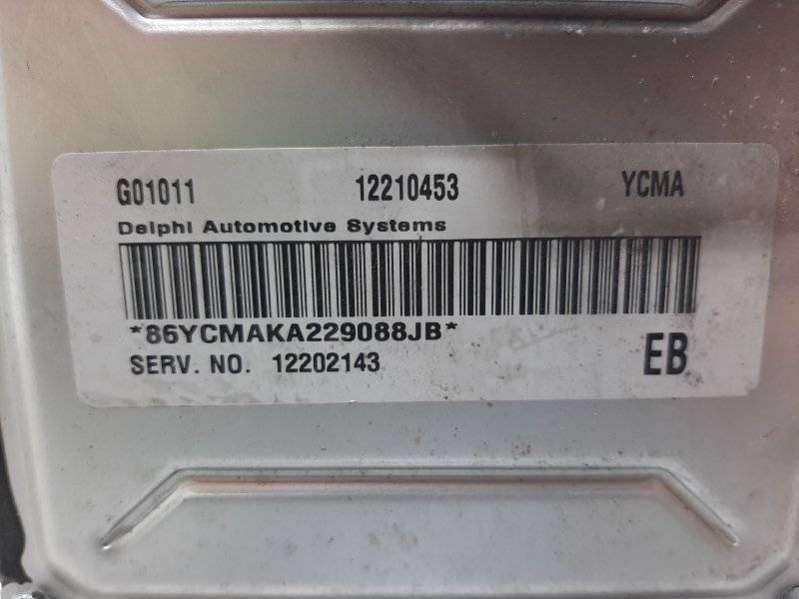 G01011 12210453 YCMA
Delphi Automotive Systems
*86YCMAKA229088JB*
SERV. NO. 12202143 EB